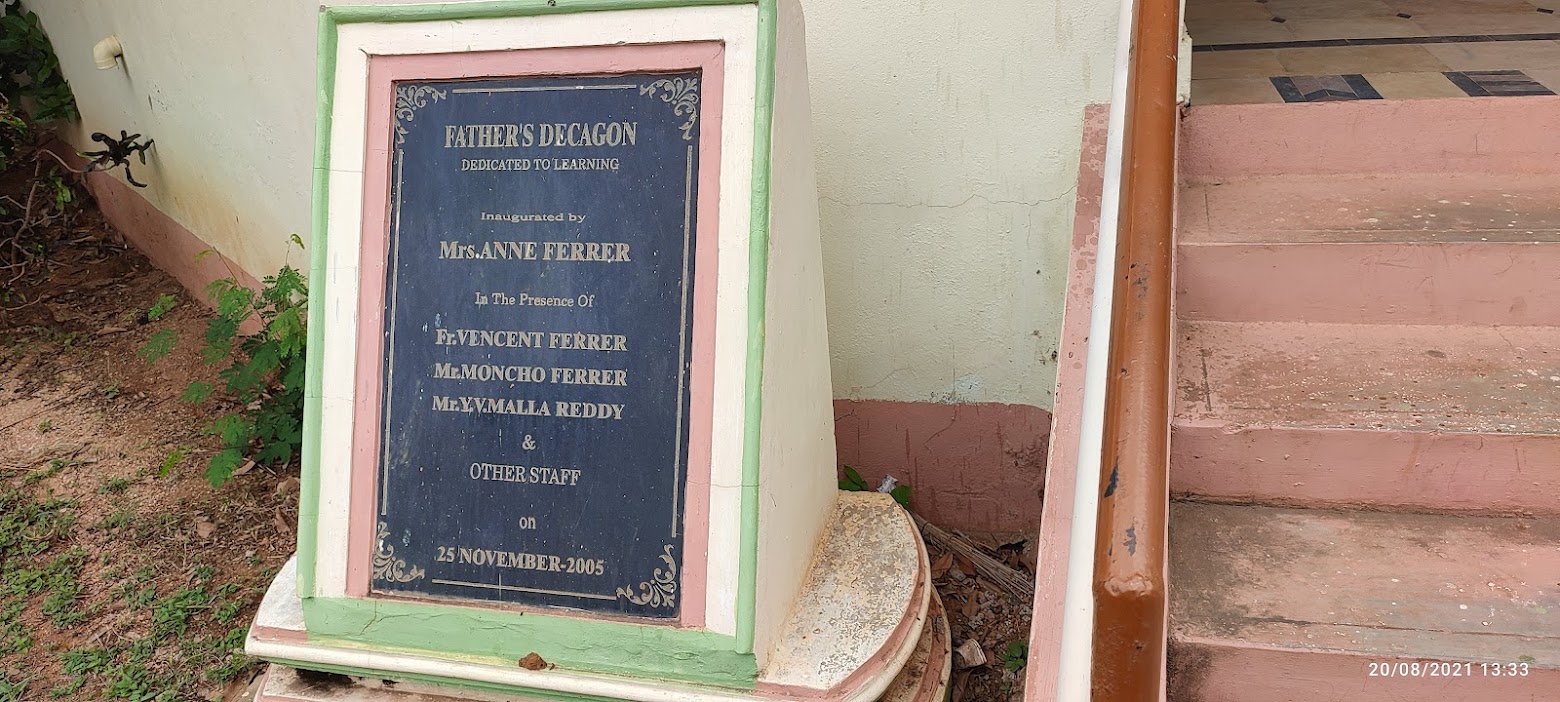 FATHER'S DECAGON
DEDICATED TO LEARNING
Inaugurated by
Mrs.ANNE FERRER
In The Presence Of
Fr.VENCENT FERRER
Mr.MONCHO FERRER
Mr.Y.V.MALLA REDDY
&
OTHER STAFF
on
25 NOVEMBER-2005
20/08/2021 13:33